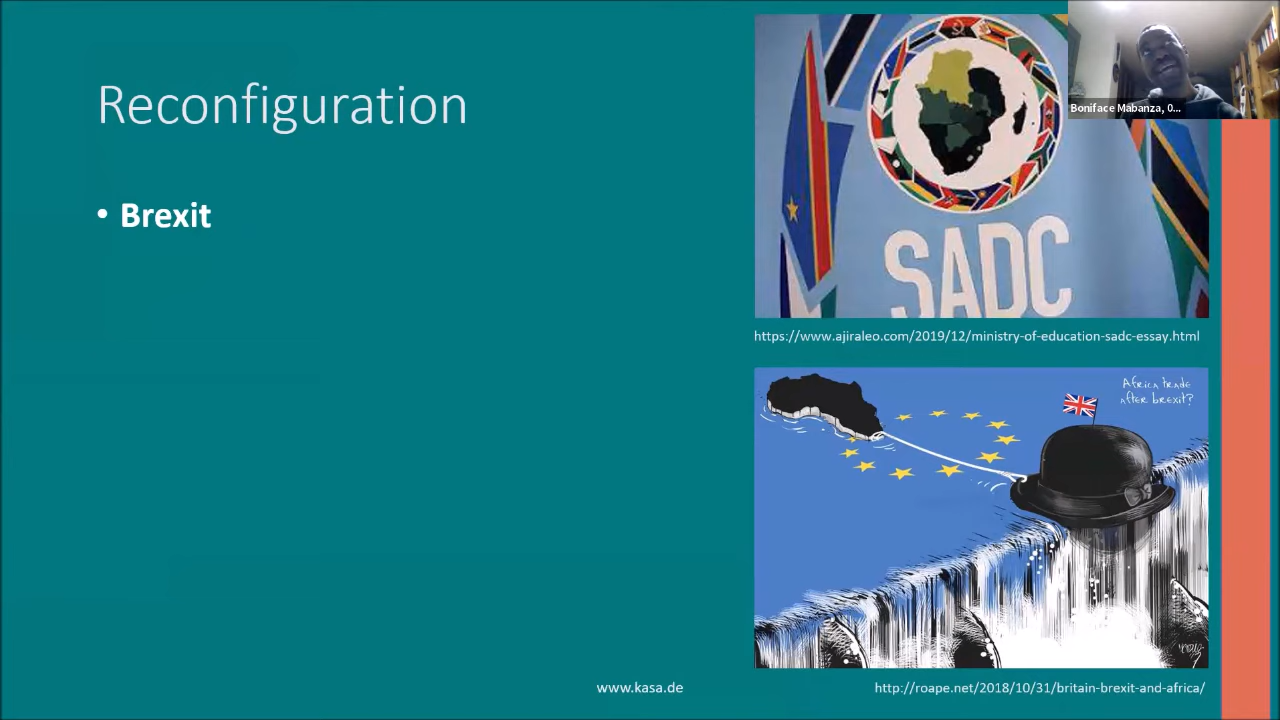 Reconfiguration
• Brexit
SADC
Boniface Mabanza, 0...
https://www.ajiraleo.com/2019/12/ministry-of-education-sadc-essay.html
Africa trade
after brexit?
www.kasa.de
http://roape.net/2018/10/31/britain-brexit-and-africa/